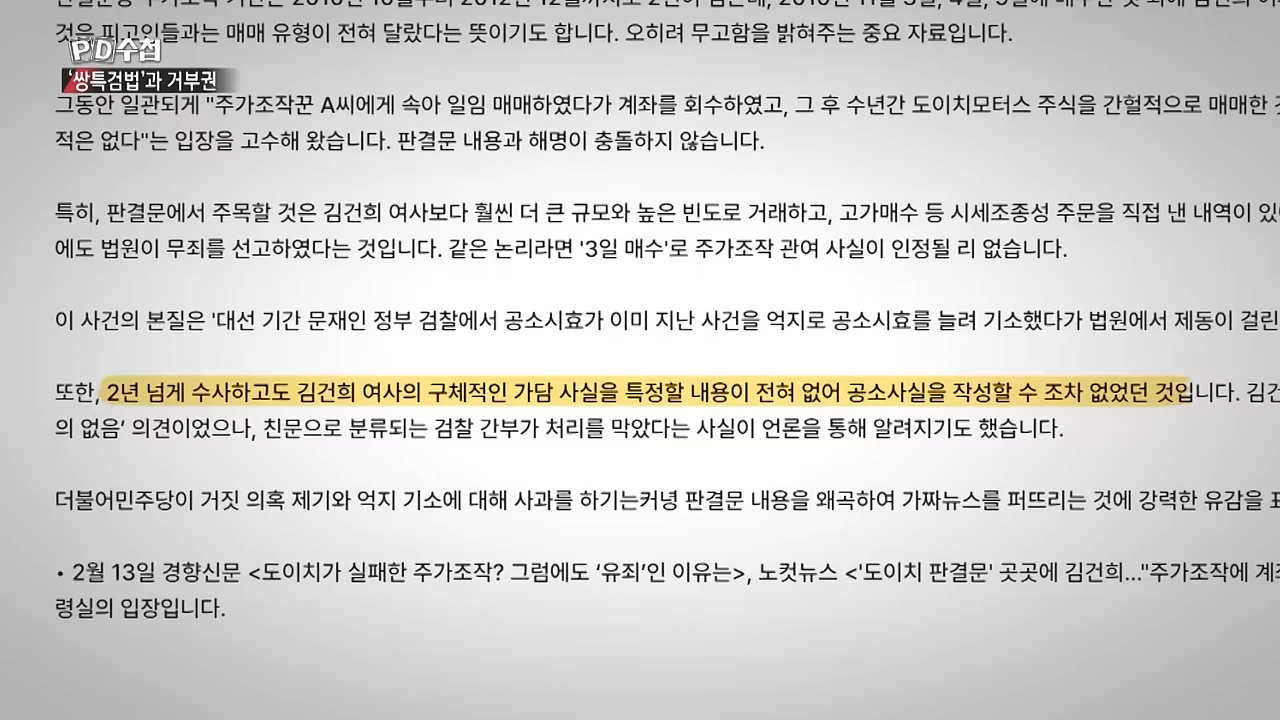 것은 피고인들과는 매매 유형이 전혀 달랐다는 뜻이기도 합니다. 오히려 무고함을 밝혀주는 중요 자료입니다.
PD수첩
'쌍특검법'과 거부권
그동안 일관되게 "주가조작꾼 A씨에게 속아 일임 매매하였다가 계좌를 회수하였고, 그 후 수년간 도이치모터스 주식을 간헐적으로 매매한
적은 없다"는 입장을 고수해 왔습니다. 판결문 내용과 해명이 충돌하지 않습니다.
특히, 판결문에서 주목할 것은 김건희 여사보다 훨씬 더 큰 규모와 높은 빈도로 거래하고, 고가매수 등 시세조종성 주문을 직접 낸 내역이
에도 법원이 무죄를 선고하였다는 것입니다. 같은 논리라면 '3일 매수'로 주가조작 관여 사실이 인정될 리 없습니다.
이 사건의 본질은 '대선 기간 문재인 정부 검찰에서 공소시효가 이미 지난 사건을 억지로 공소시효를 늘려 기소했다가 법원에서 제동이 걸린
또한, 2년 넘게 수사하고도 김건희 여사의 구체적인 가담 사실을 특정할 내용이 전혀 없어 공소사실을 작성할 수 조차 없었던 것입니다. 김건
의 없음‘ 의견이었으나, 친문으로 분류되는 검찰 간부가 처리를 막았다는 사실이 언론을 통해 알려지기도 했습니다.
더불어민주당이 거짓 의혹 제기와 억지 기소에 대해 사과를 하기는커녕 판결문 내용을 왜곡하여 가짜뉴스를 퍼뜨리는 것에 강력한 유감을 표
• 2월 13일 경향신문 <도이치가 실패한 주가조작? 그럼에도 ‘유죄’인 이유는>, 노컷뉴스 <'도이치 판결문' 곳곳에 김건희..."주가조작에 계좌
령실의 입장입니다.